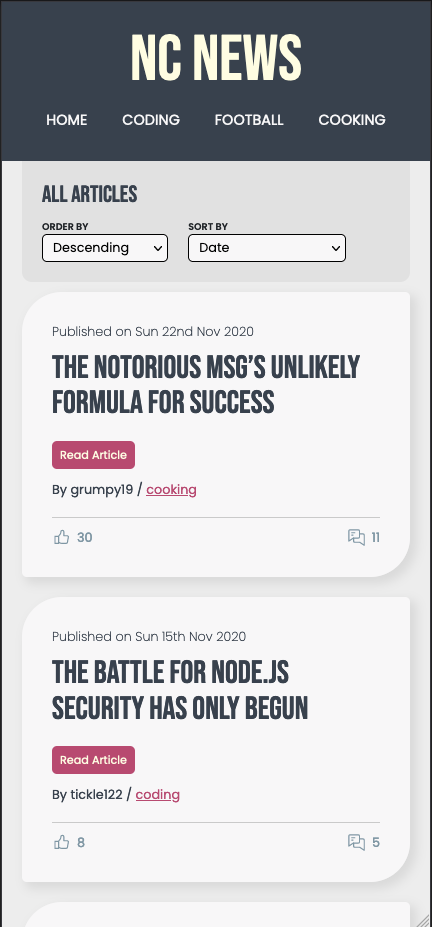 NC NEWS
HOME CODING FOOTBALL COOKING
ALL ARTICLES
ORDER BY SORT BY
Descending Date
Published on Sun 22nd Nov 2020
THE NOTORIOUS MSG’S UNLIKELY
FORMULA FOR SUCCESS
Read Article
By grumpy19 / cooking
30 11
Published on Sun 15th Nov 2020
THE BATTLE FOR NODE.JS
SECURITY HAS ONLY BEGUN
Read Article
By tickle122 / coding
8 5